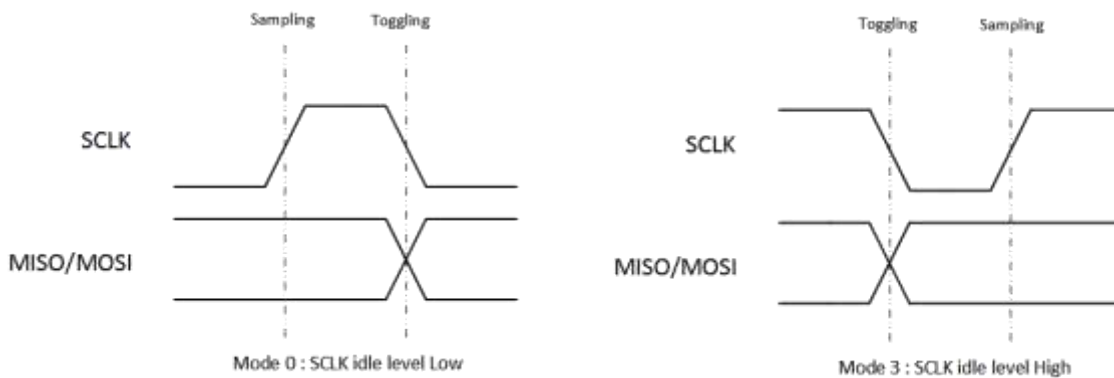 Sampling Toggling
SCLK
MISO/MOSI
Mode 0 : SCLK idle level Low
Toggling Sampling
SCLK
MISO/MOSI
Mode 3 : SCLK idle level High